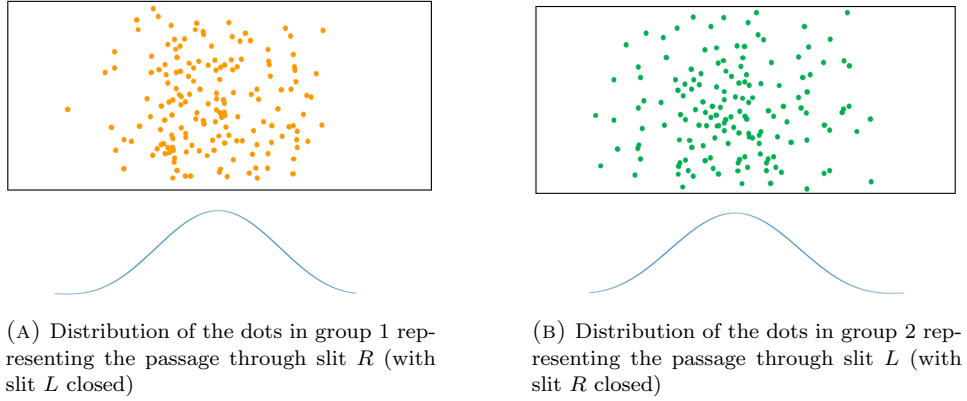 (A) Distribution of the dots in group 1 rep-
resenting the passage through slit R (with
slit L closed)
(B) Distribution of the dots in group 2 rep-
resenting the passage through slit L (with
slit R closed)